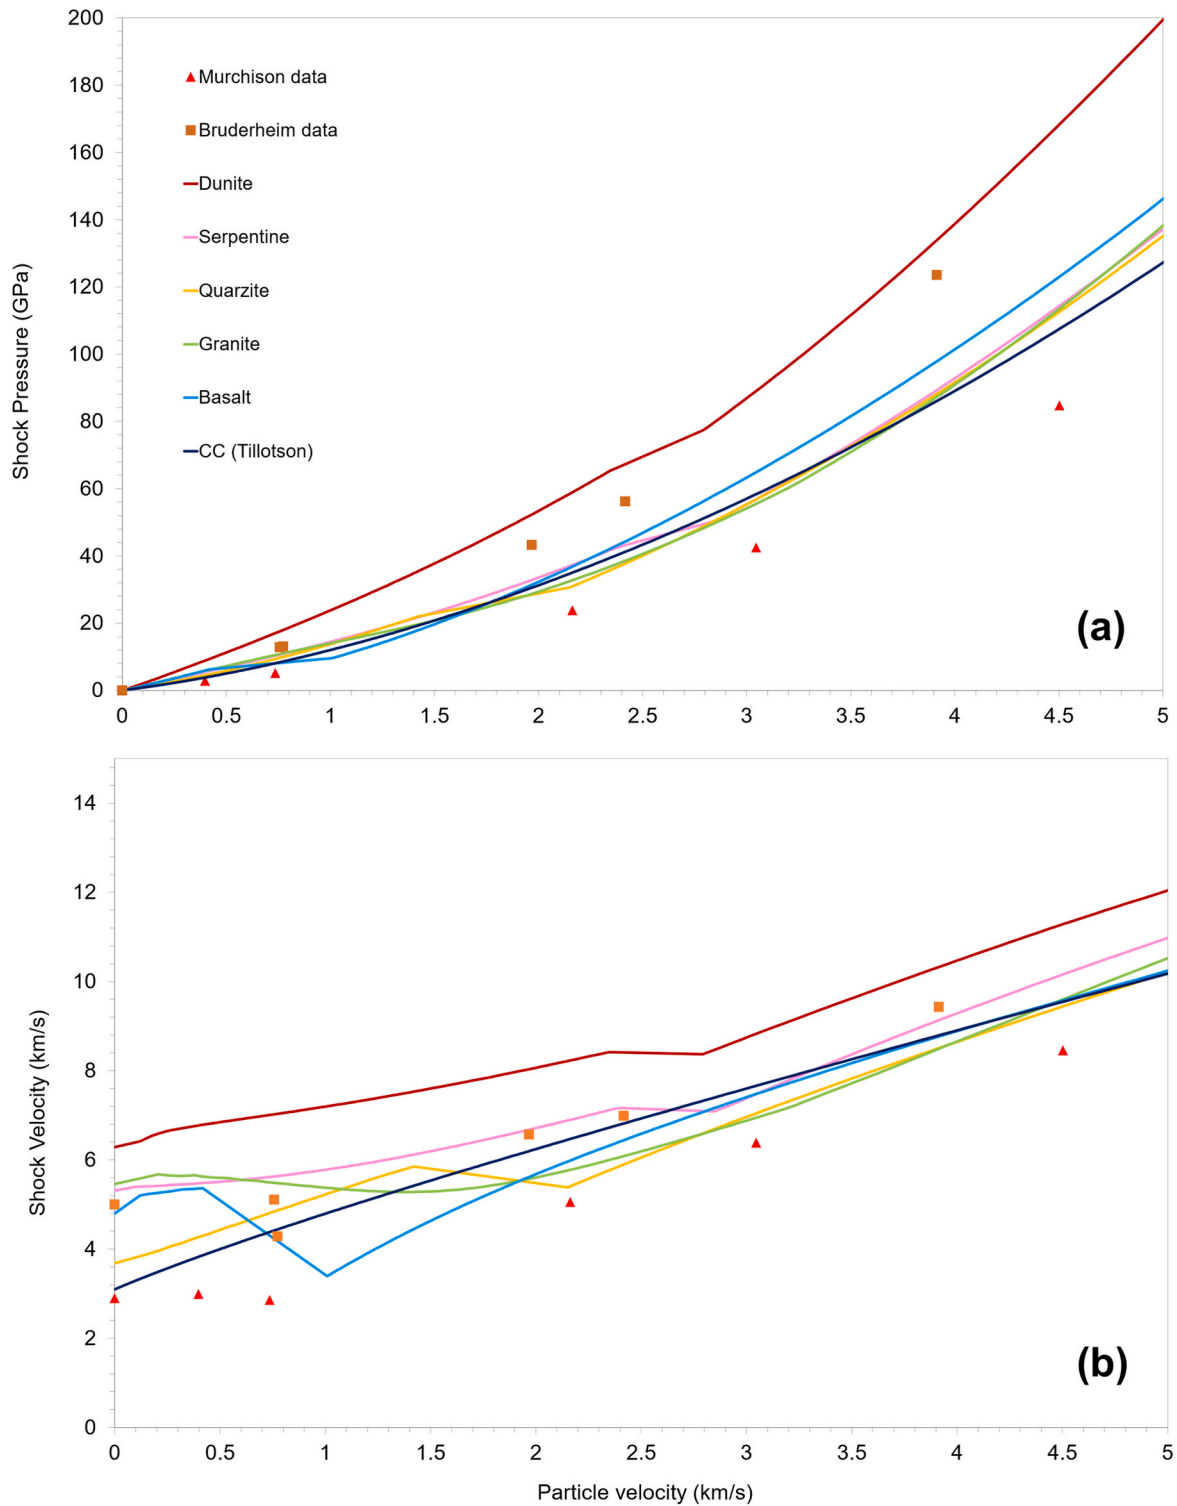 200
180
160
140
120
100
80
60
40
20
0
Shock Pressure (GPa)
Murchison data
Bruderheim data
Dunite
Serpentine
Quarzite
Granite
Basalt
CC (Tillotson)
(a)
0 0.5 1 1.5 2 2.5 3 3.5 4 4.5 5
14
12
10
8
6
4
2
0
Shock Velocity (km/s)
(b)
0 0.5 1 1.5 2 2.5 3 3.5 4 4.5 5
Particle velocity (km/s)